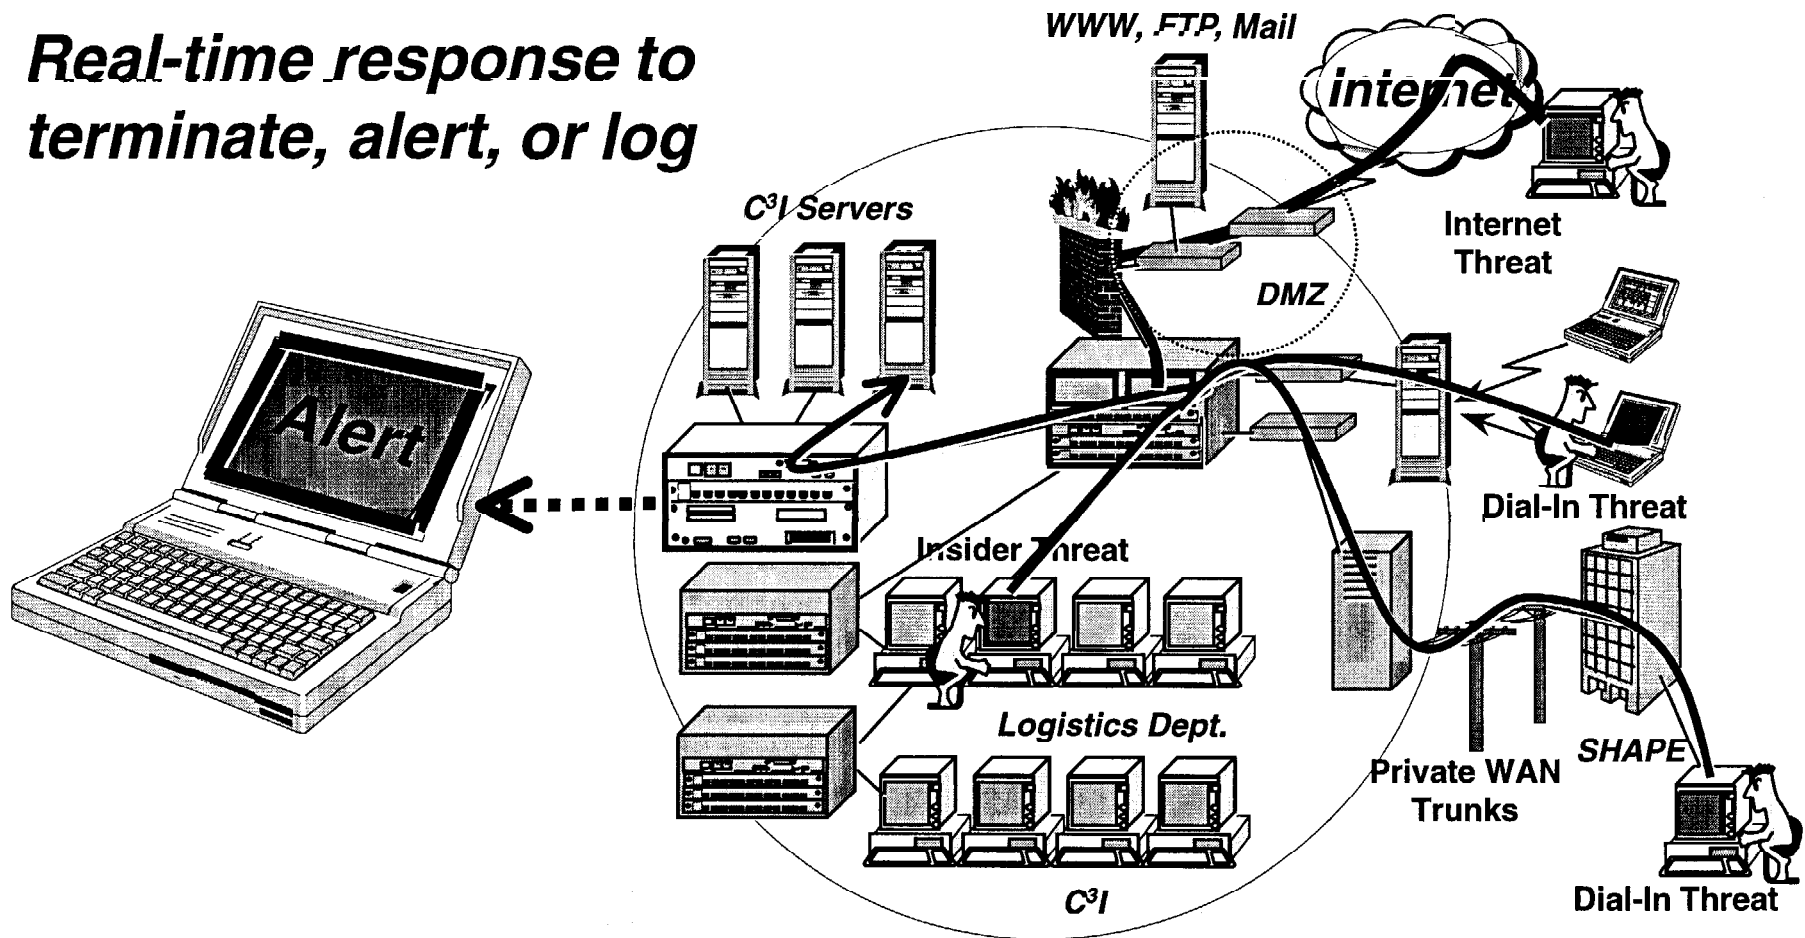 Real-time response to
terminate, alert, or log
WWW, FTP, Mail
internet
Internet
Threat
C³I Servers
DMZ
Alert
Dial-In Threat
Insider Threat
Logistics Dept.
SHAPE
Private WAN
Trunks
C³I
Dial-In Threat